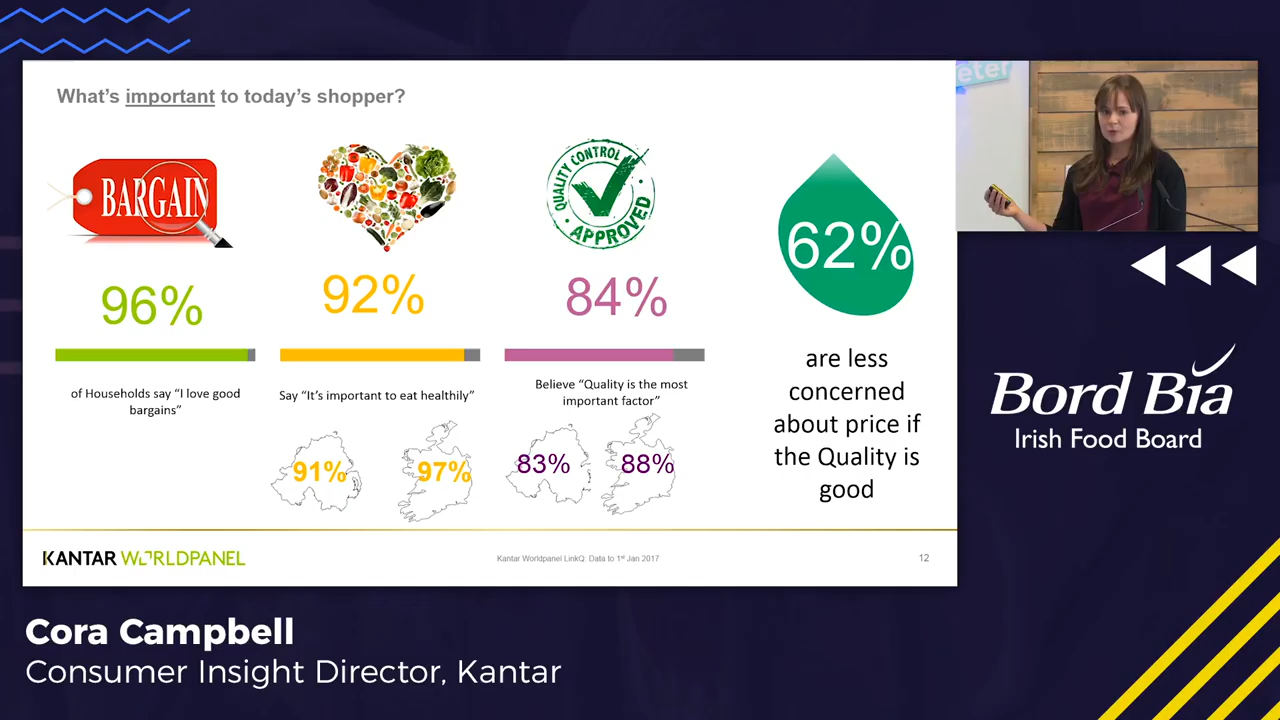 What's important to today's shopper?
BARGAIN
QUALITY CONTROL
APPROVED
96%
92%
84%
62%
of Households say "I love good
bargains"
Say "It's important to eat healthily"
Believe "Quality is the most
important factor"
91%
97%
83%
88%
are less
concerned
about price if
the Quality is
good
KANTAR WORLDPANEL
Kantar Worldpanel LinkQ: Data to 1st Jan 2017
12
eter
Bord Bia
Irish Food Board
Cora Campbell
Consumer Insight Director, Kantar